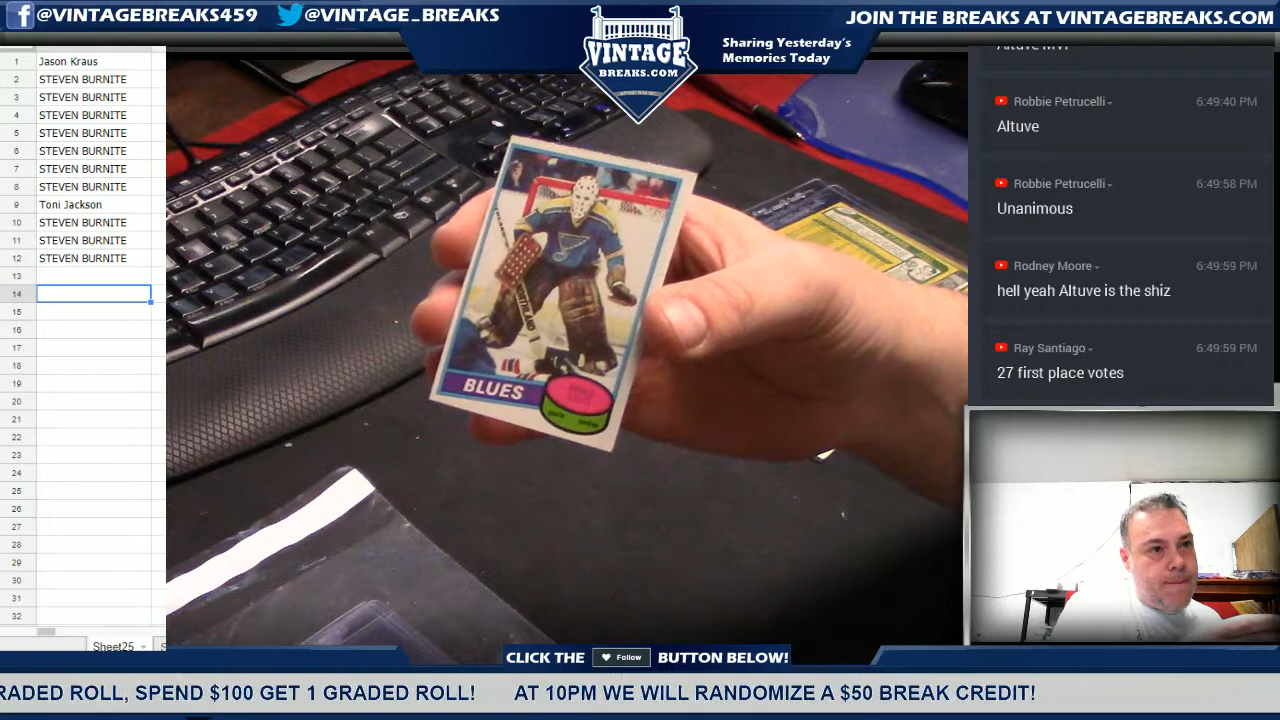 @VINTAGEBREAKS459
@VINTAGE_BREAKS
VINTAGE
BREAKS.COM
Sharing Yesterday's
Memories Today
JOIN THE BREAKS AT VINTAGEBREAKS.COM
1 Jason Kraus
2 STEVEN BURNITE
3 STEVEN BURNITE
4 STEVEN BURNITE
5 STEVEN BURNITE
6 STEVEN BURNITE
7 STEVEN BURNITE
8 STEVEN BURNITE
9 Toni Jackson
10 STEVEN BURNITE
11 STEVEN BURNITE
12 STEVEN BURNITE
13
14
15
16
17
18
19
20
21
22
23
24
25
26
27
28
29
30
31
32
Sheet25
NORTHLAND
BLUES
goalie
Altuve MVP
Robbie Petrucelli 6:49:40 PM
Altuve
Robbie Petrucelli 6:49:58 PM
Unanimous
Rodney Moore 6:49:59 PM
hell yeah Altuve is the shiz
Ray Santiago 6:49:59 PM
27 first place votes
CLICK THE Follow BUTTON BELOW!
RADED ROLL, SPEND $100 GET 1 GRADED ROLL! AT 10PM WE WILL RANDOMIZE A $50 BREAK CREDIT!